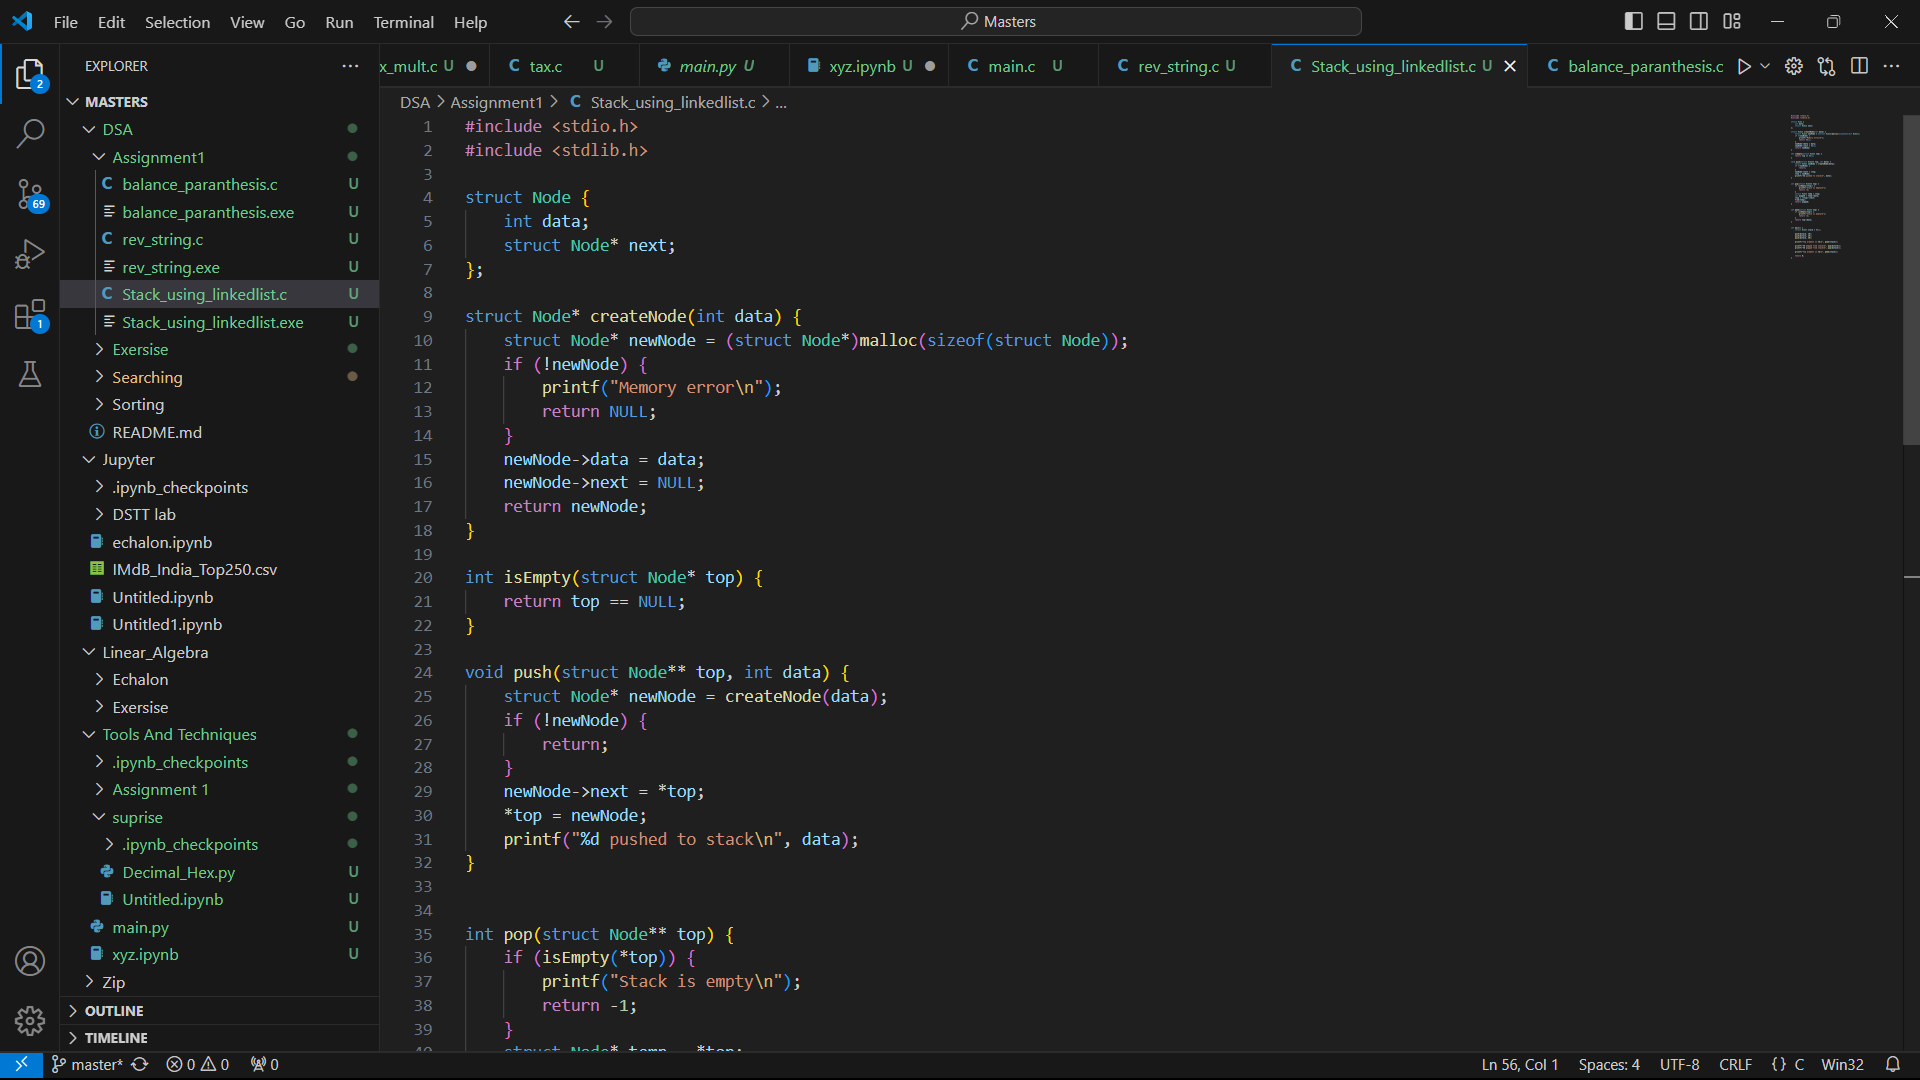 File Edit Selection View Go Run Terminal Help
Masters
EXPLORER
MASTERS
DSA
Assignment1
balance_paranthesis.c U
balance_paranthesis.exe U
rev_string.c U
rev_string.exe U
Stack_using_linkedlist.c U
Stack_using_linkedlist.exe U
Exersise
Searching
Sorting
README.md
Jupyter
.ipynb_checkpoints
DSTT lab
echalon.ipynb
IMdB_India_Top250.csv
Untitled.ipynb
Untitled1.ipynb
Linear_Algebra
Echalon
Exersise
Tools And Techniques
.ipynb_checkpoints
Assignment 1
suprise
.ipynb_checkpoints
Decimal_Hex.py U
Untitled.ipynb U
main.py U
xyz.ipynb U
Zip
OUTLINE
TIMELINE
2
69
1
x_mult.c U
C tax.c U
main.py U
xyz.ipynb U
C main.c U
C rev_string.c U
C Stack_using_linkedlist.c U
C balance_paranthesis.c
DSA > Assignment1 > C Stack_using_linkedlist.c > ...
1 #include <stdio.h>
2 #include <stdlib.h>
3
4 struct Node {
5 int data;
6 struct Node* next;
7 };
8
9 struct Node* createNode(int data) {
10 struct Node* newNode = (struct Node*)malloc(sizeof(struct Node));
11 if (!newNode) {
12 printf("Memory error\n");
13 return NULL;
14 }
15 newNode->data = data;
16 newNode->next = NULL;
17 return newNode;
18 }
19
20 int isEmpty(struct Node* top) {
21 return top == NULL;
22 }
23
24 void push(struct Node** top, int data) {
25 struct Node* newNode = createNode(data);
26 if (!newNode) {
27 return;
28 }
29 newNode->next = *top;
30 *top = newNode;
31 printf("%d pushed to stack\n", data);
32 }
33
34
35 int pop(struct Node** top) {
36 if (isEmpty(*top)) {
37 printf("Stack is empty\n");
38 return -1;
39 }
40 struct Node* temp = *top;
master* 0 0 0
Ln 56, Col 1 Spaces: 4 UTF-8 CRLF {} C Win32